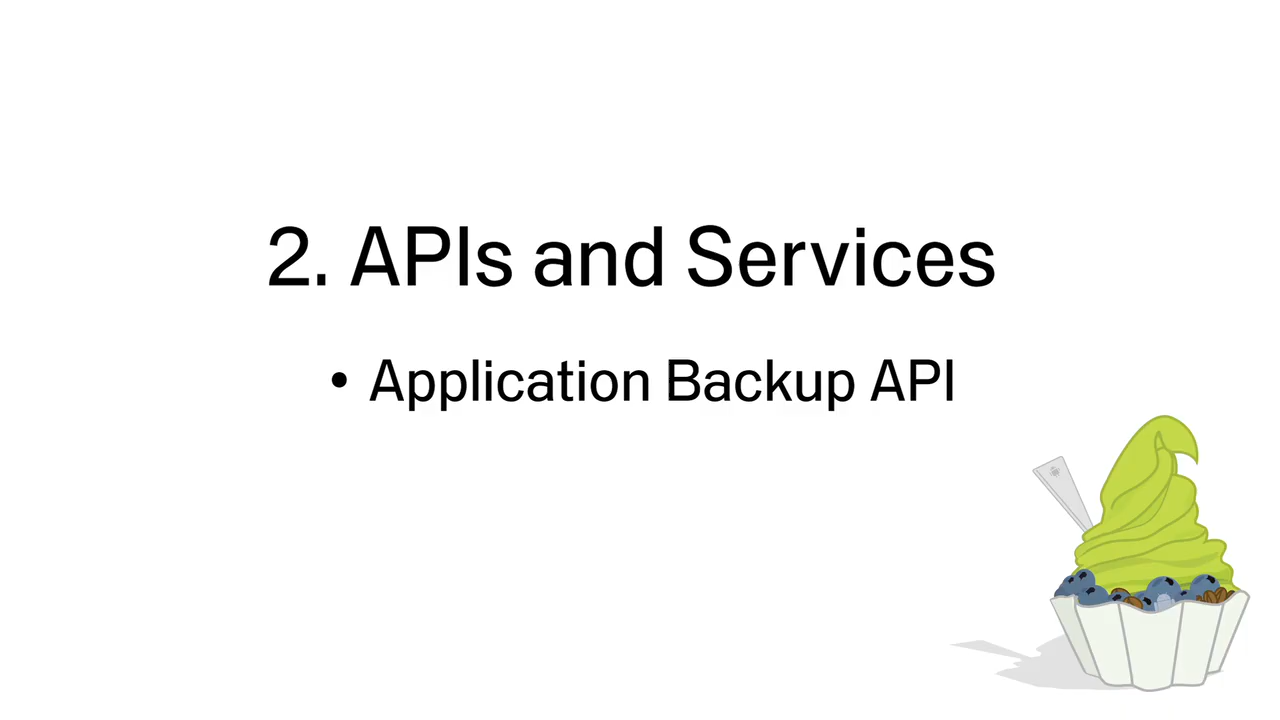 2. APIs and Services
• Application Backup API